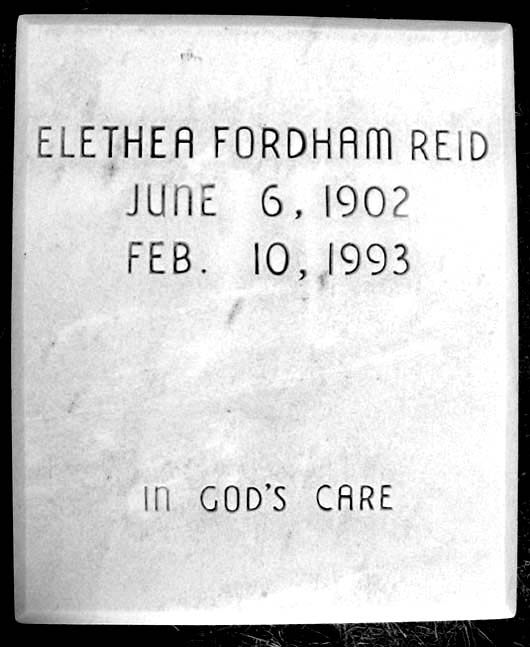 ELETHEA FORDHAM REID
JUNE 6, 1902
FEB. 10, 1993
IN GOD'S CARE